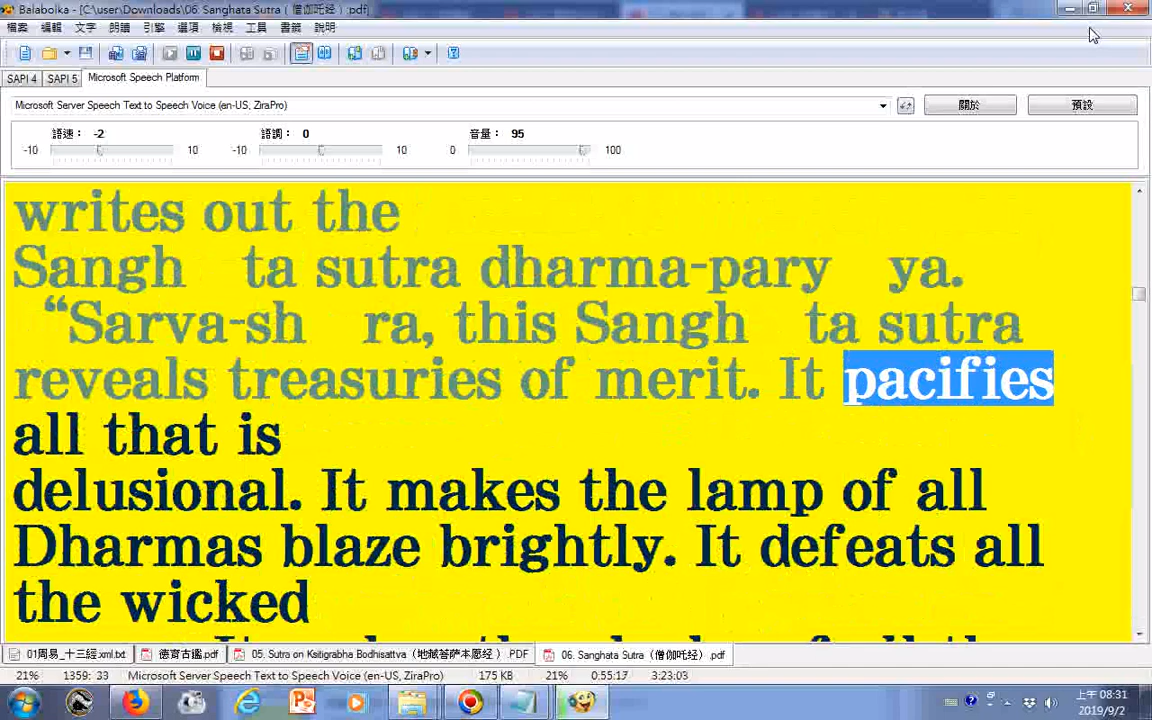 Balabolka - [C:\user\Downloads\06. Sanghata Sutra（僧伽吒经）.pdf]
檔案 編輯 文字 朗讀 引擎 選項 檢視 工具 書籤 說明
SAPI 4 SAPI 5 Microsoft Speech Platform
Microsoft Server Speech Text to Speech Voice (en-US, ZiraPro) 關於 預設
語速： -2 語調： 0 音量： 95
-10 10 -10 10 0 100
writes out the
Sangh ta sutra dharma-pary ya.
“Sarva-sh ra, this Sangh ta sutra
reveals treasuries of merit. It pacifies
all that is
delusional. It makes the lamp of all
Dharmas blaze brightly. It defeats all
the wicked
01周易_十三經.xml.txt 德育古鑑.pdf 05. Sutra on Ksitigrabha Bodhisattva（地藏菩萨本愿经）.PDF 06. Sanghata Sutra（僧伽吒经）.pdf
21% 1359: 33 Microsoft Server Speech Text to Speech Voice (en-US, ZiraPro) 175 KB 21% 0:55:17 3:23:03
上午 08:31
2019/9/2